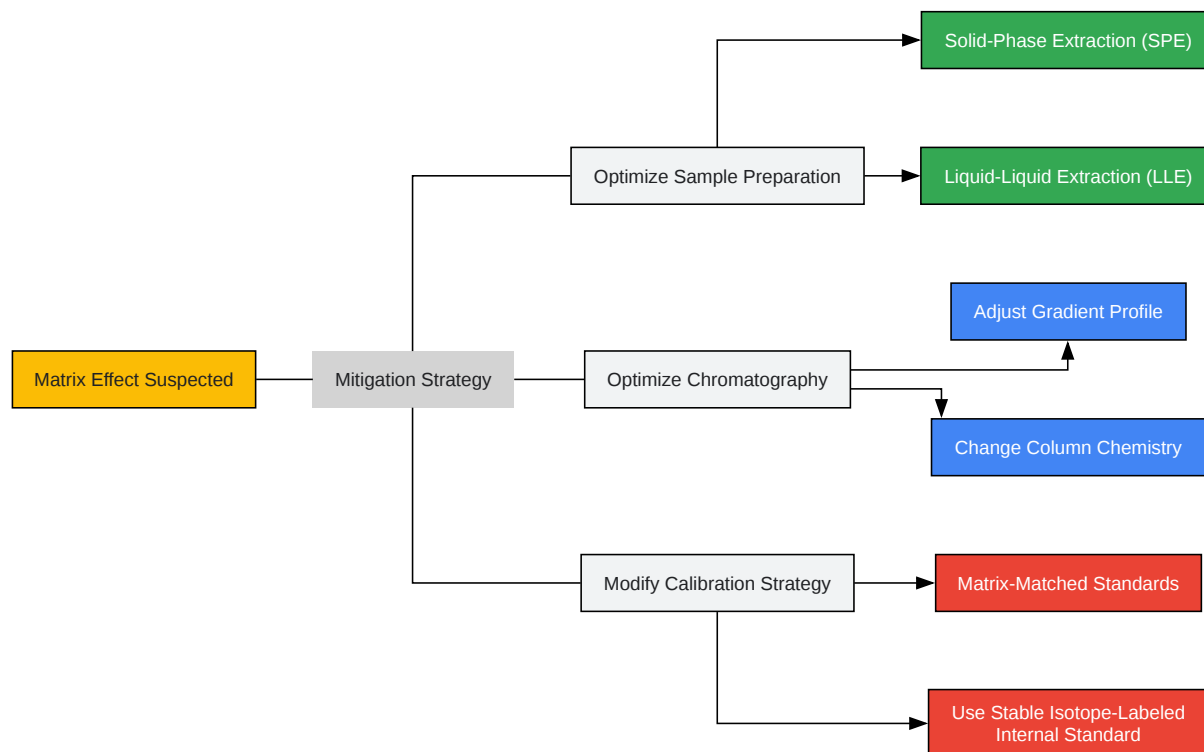 Solid-Phase Extraction (SPE)
Optimize Sample Preparation
Liquid-Liquid Extraction (LLE)
Adjust Gradient Profile
Matrix Effect Suspected
Mitigation Strategy
Optimize Chromatography
Change Column Chemistry
Modify Calibration Strategy
Matrix-Matched Standards
Use Stable Isotope-Labeled
Internal Standard